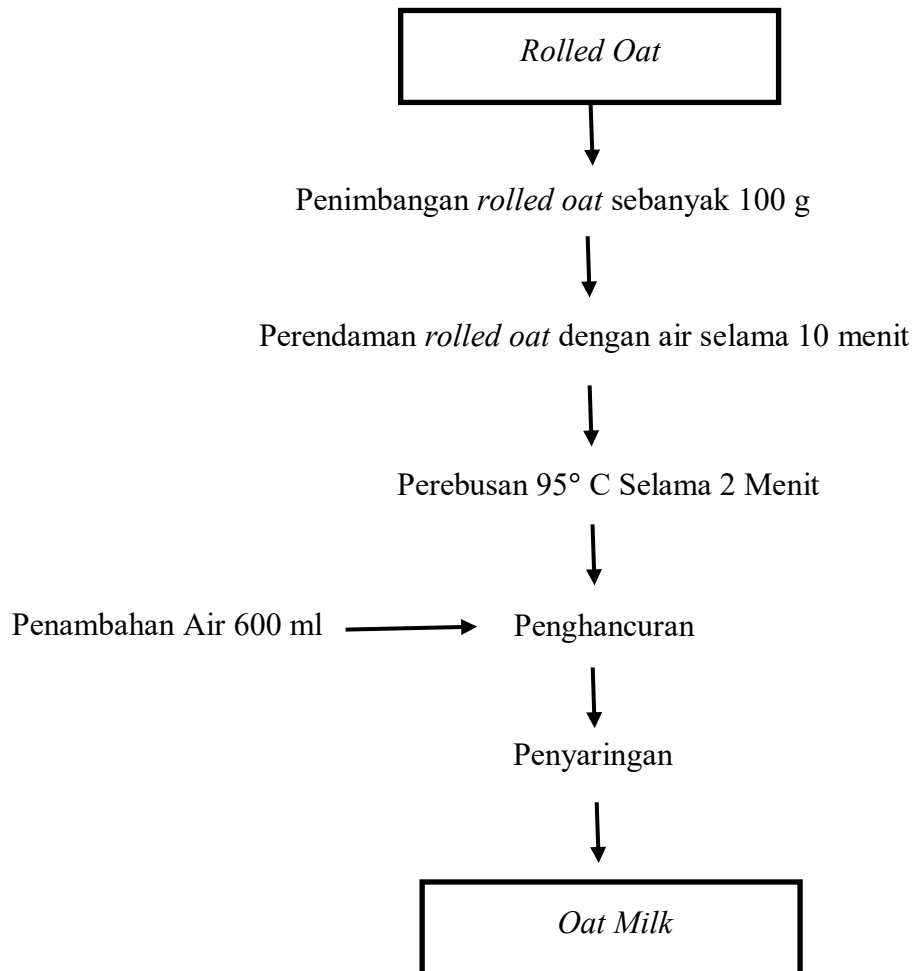 Rolled Oat
Penimbangan rolled oat sebanyak 100 g
Perendaman rolled oat dengan air selama 10 menit
Perebusan 95° C Selama 2 Menit
Penambahan Air 600 ml
Penghancuran
Penyaringan
Oat Milk